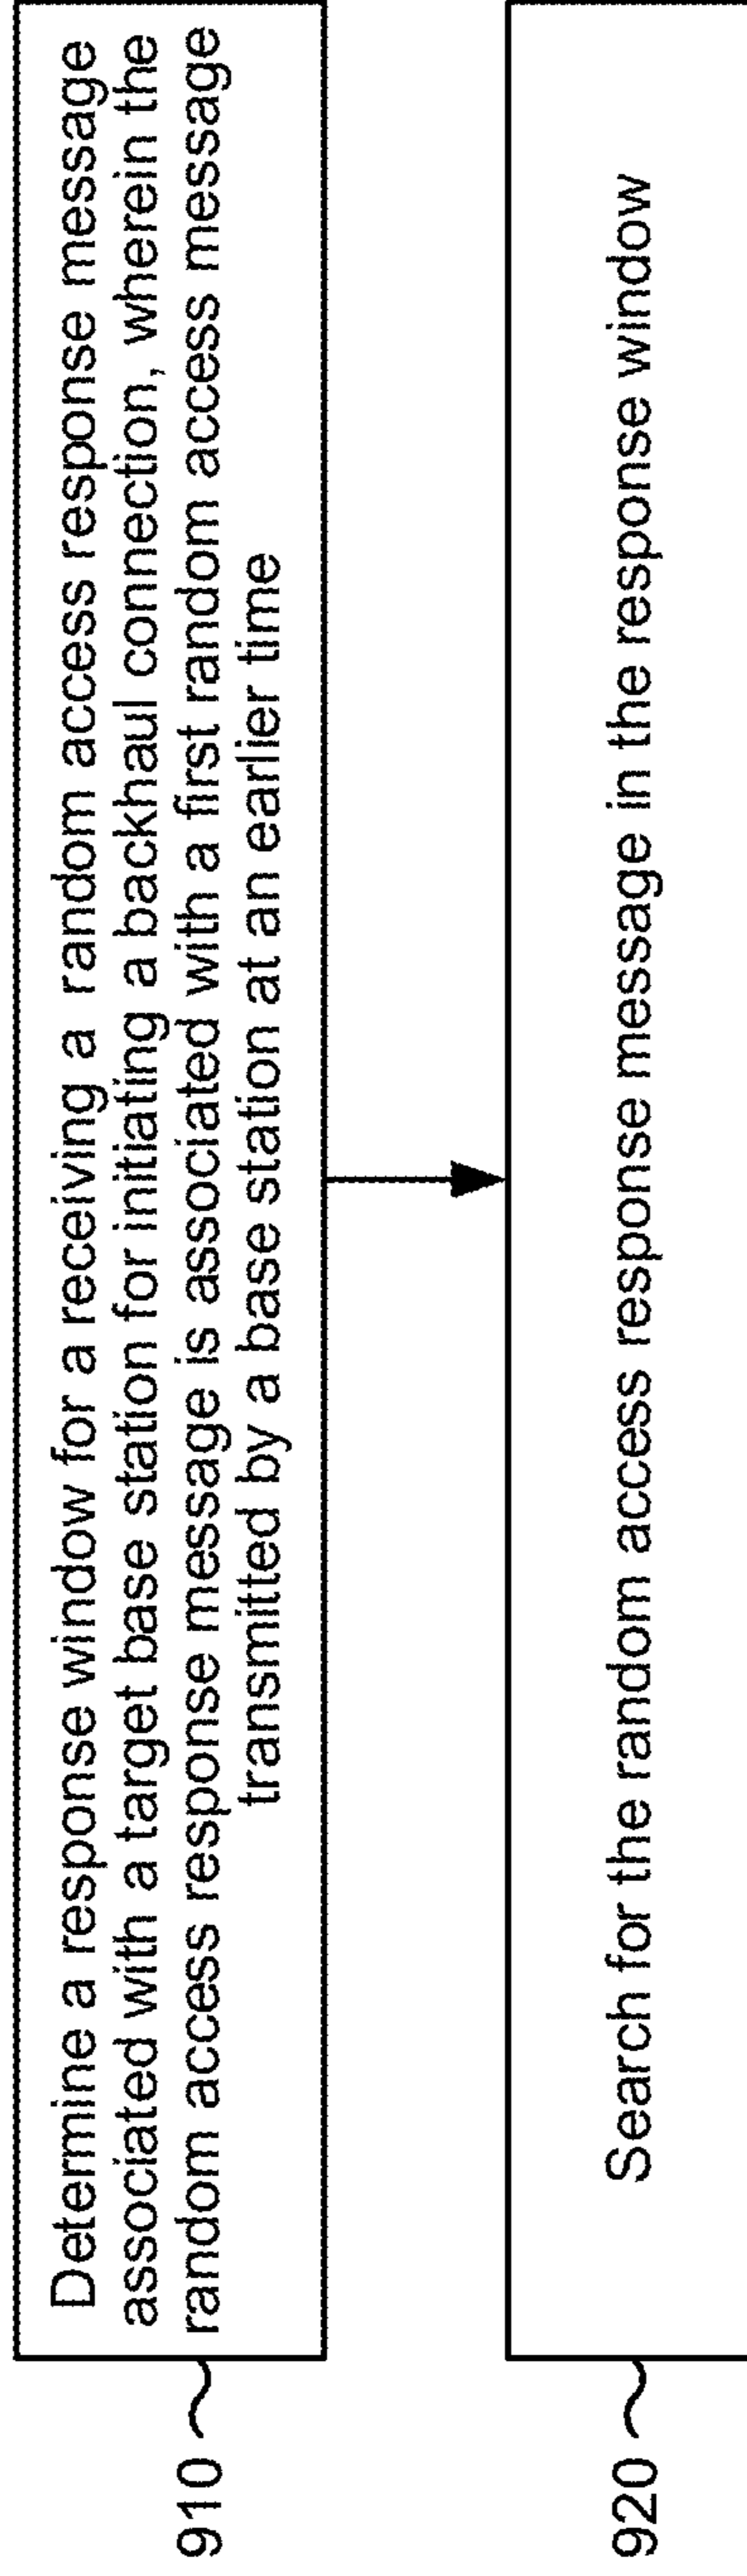 Determine a response window for a receiving a random access response message
associated with a target base station for initiating a backhaul connection, wherein the
random access response message is associated with a first random access message
transmitted by a base station at an earlier time
910
Search for the random access response message in the response window
920